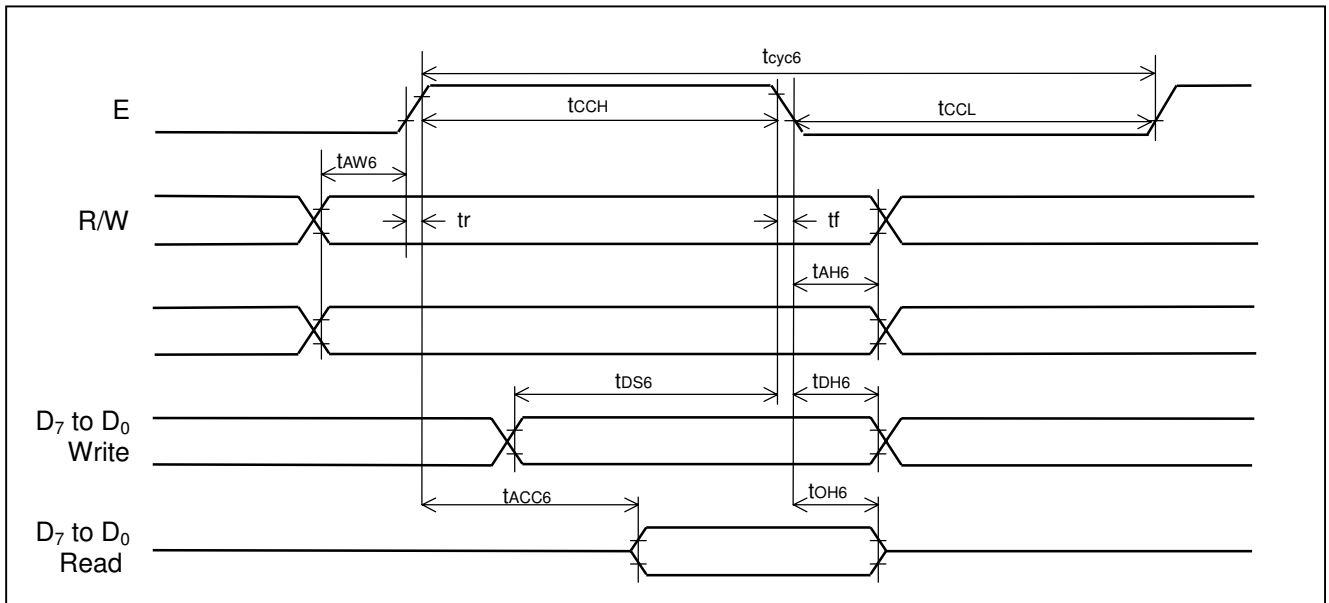 tcyc6
E
tCCH
tCCL
tAW6
R/W
tr
tf
tAH6
tDS6
tDH6
D7 to D0
Write
tACC6
tOH6
D7 to D0
Read